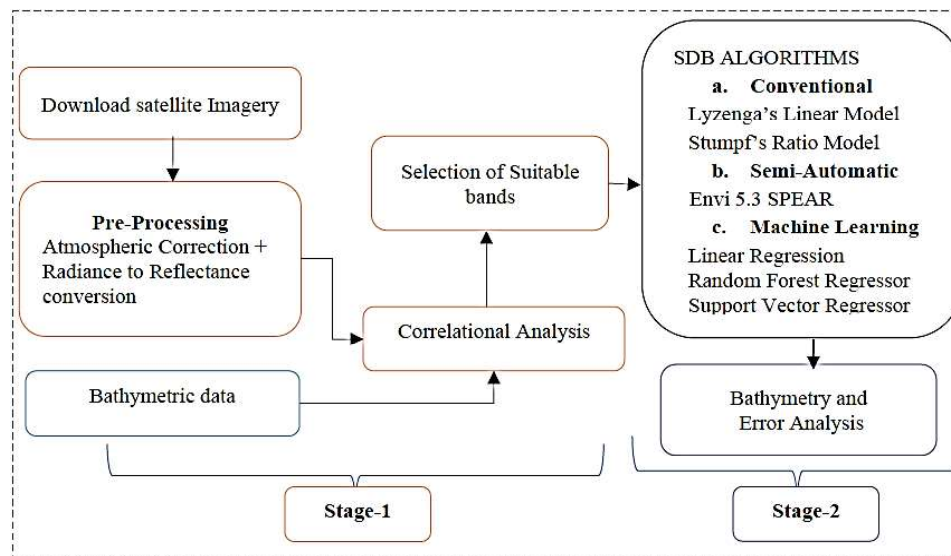 Download satellite Imagery
Pre-Processing
Atmospheric Correction +
Radiance to Reflectance
conversion
Bathymetric data
Selection of Suitable
bands
Correlational Analysis
Stage-1
SDB ALGORITHMS
a. Conventional
Lyzenga's Linear Model
Stumpf's Ratio Model
b. Semi-Automatic
Envi 5.3 SPEAR
c. Machine Learning
Linear Regression
Random Forest Regressor
Support Vector Regressor
Bathymetry and
Error Analysis
Stage-2